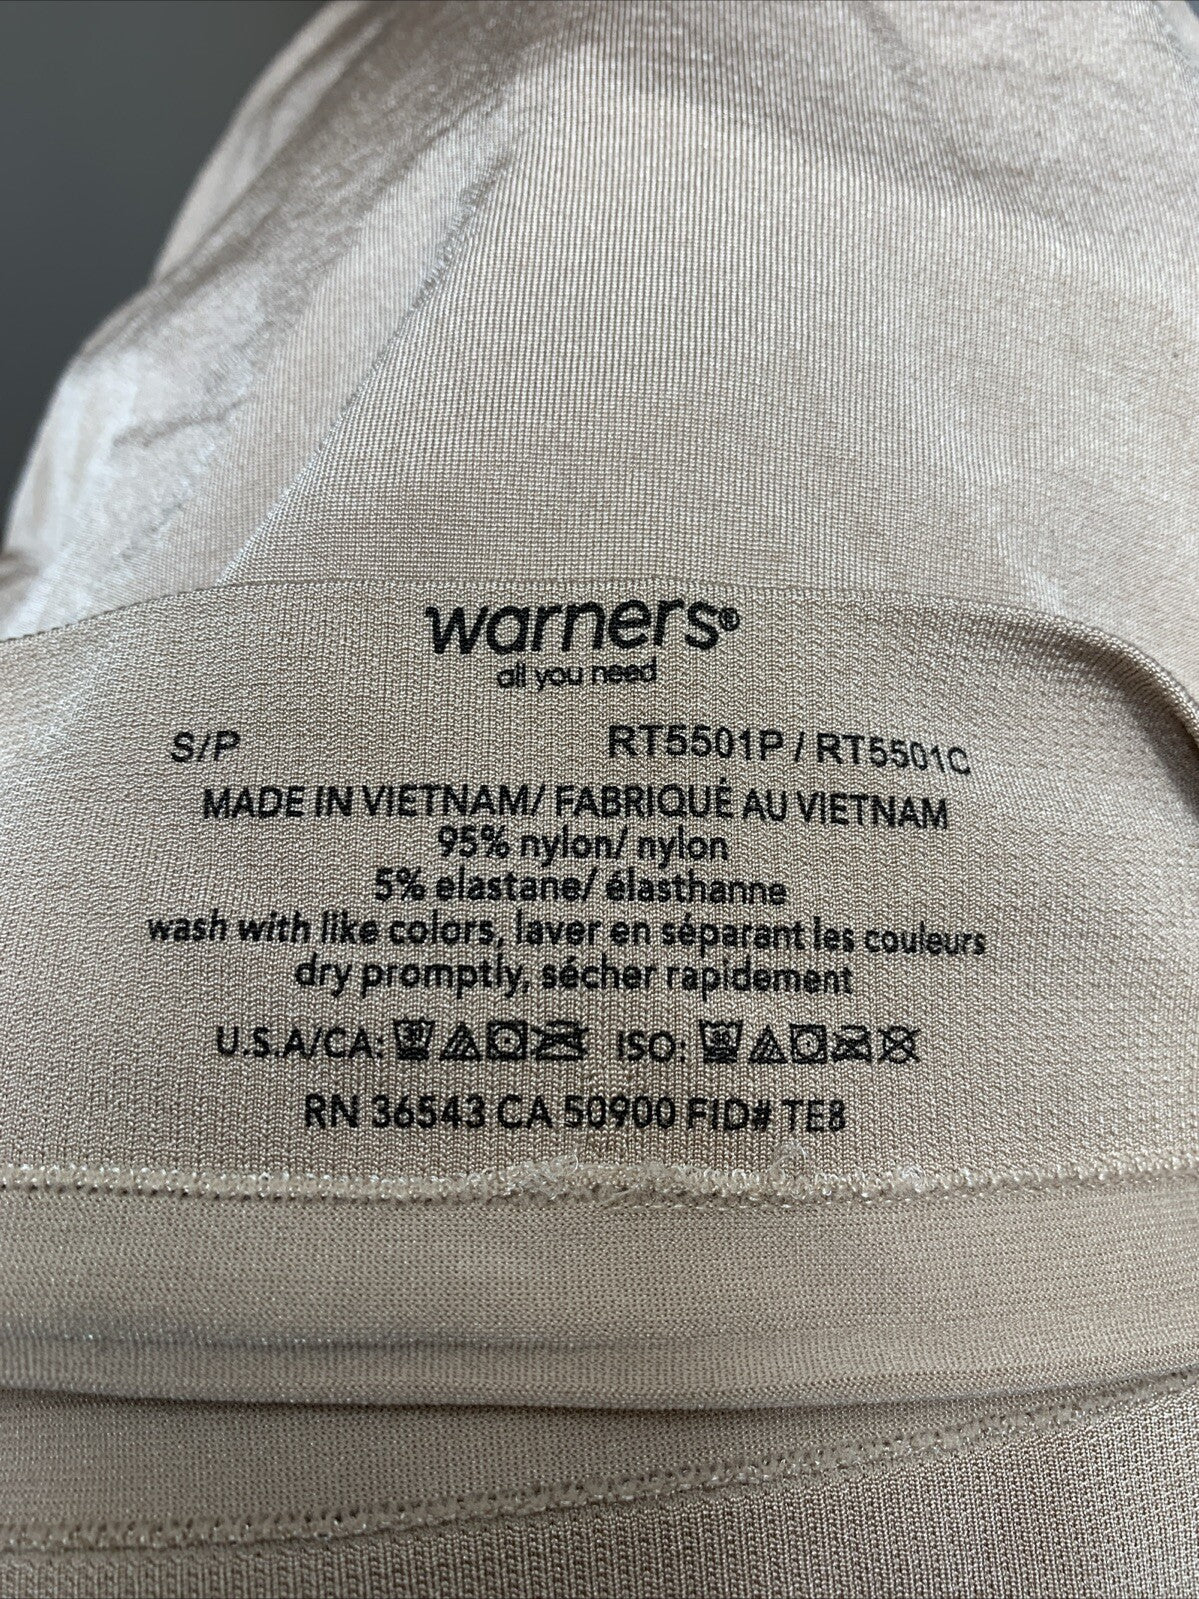 warners®
all you need
S/P RT5501P / RT5501C
MADE IN VIETNAM/ FABRIQUÉ AU VIETNAM
95% nylon/ nylon
5% elastane/ élasthanne
wash with like colors, laver en séparant les couleurs
dry promptly, sécher rapidement
U.S.A/CA: 30 ISO: 30
RN 36543 CA 50900 FID# TE8